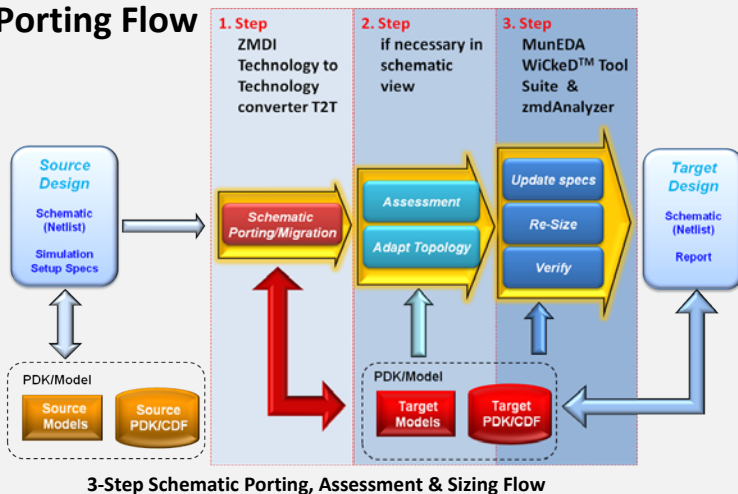 Porting Flow
1. Step
ZMDI
Technology to
Technology
converter T2T
2. Step
if necessary in
schematic
view
3. Step
MunEDA
WiCkeD™ Tool
Suite &
zmdAnalyzer
Source
Design
Schematic
(Netlist)
Simulation
Setup Specs
Schematic
Porting/Migration
Assessment
Adapt Topology
Update specs
Re-Size
Verify
Target
Design
Schematic
(Netlist)
Report
PDK/Model
Source
Models
Source
PDK/CDF
PDK/Model
Target
Models
Target
PDK/CDF
3-Step Schematic Porting, Assessment & Sizing Flow